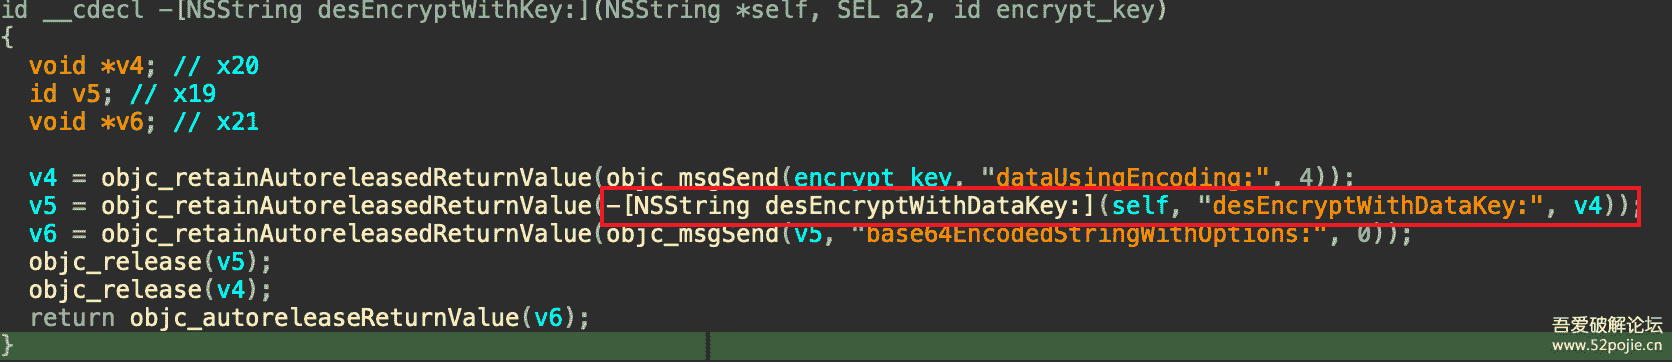 id __cdecl -[NSString desEncryptWithKey:](NSString *self, SEL a2, id encrypt_key)
{
void *v4; // x20
id v5; // x19
void *v6; // x21
v4 = objc_retainAutoreleasedReturnValue(objc_msgSend(encrypt_key, "dataUsingEncoding:", 4));
v5 = objc_retainAutoreleasedReturnValue(-[NSString desEncryptWithDataKey:](self, "desEncryptWithDataKey:", v4));
v6 = objc_retainAutoreleasedReturnValue(objc_msgSend(v5, "base64EncodedStringWithOptions:", 0));
objc_release(v5);
objc_release(v4);
return objc_autoreleaseReturnValue(v6);
}
吾爱破解论坛
www.52pojie.cn